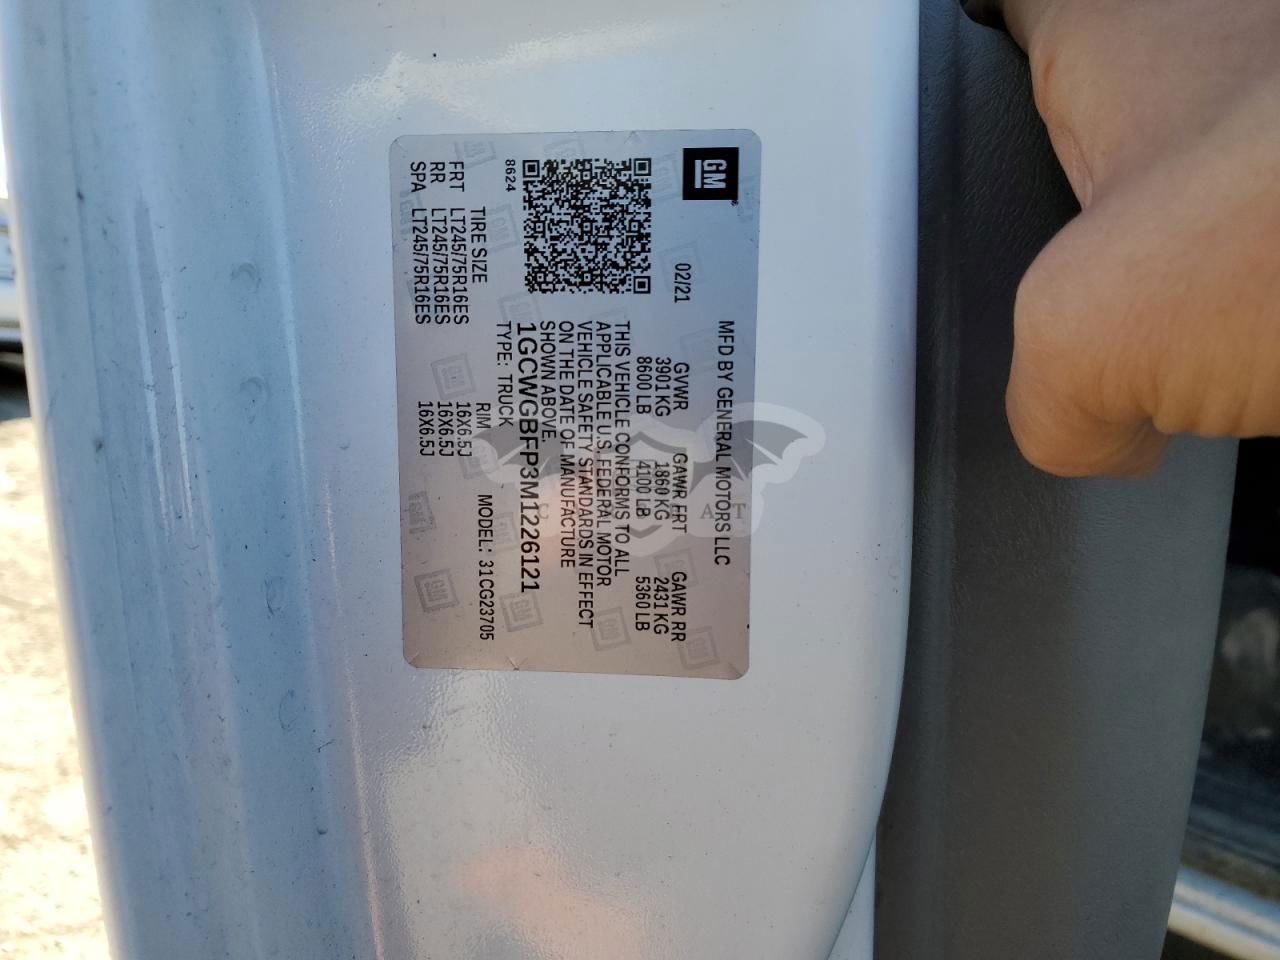 GM
MFD BY GENERAL MOTORS LLC
02/21 GVWR GAWR FRT GAWR RR
3901 KG 1860 KG 2431 KG
8600 LB 4100 LB 5360 LB
THIS VEHICLE CONFORMS TO ALL
APPLICABLE U.S. FEDERAL MOTOR
VEHICLE SAFETY STANDARDS IN EFFECT
ON THE DATE OF MANUFACTURE
SHOWN ABOVE.
1GCWGBFP3M1226121
8624 TYPE: TRUCK MODEL: 31CG23705
TIRE SIZE RIM
FRT LT245/75R16ES 16X6.5J
RR LT245/75R16ES 16X6.5J
SPA LT245/75R16ES 16X6.5J